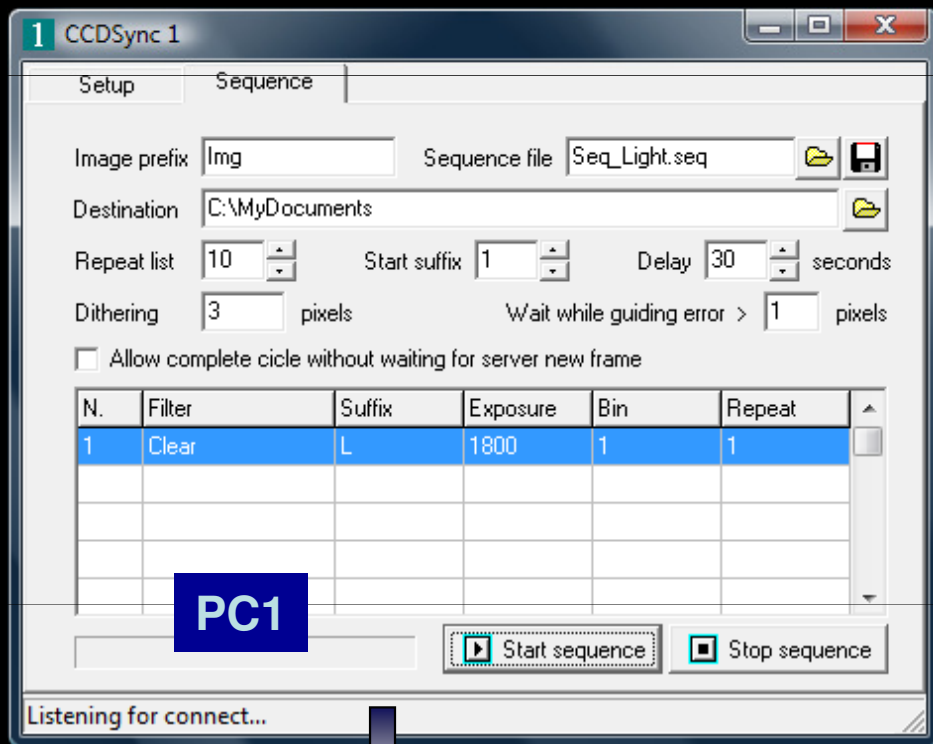 1 CCDSync 1
Setup Sequence
Image prefix Img Sequence file Seq_Light.seq
Destination C:\MyDocuments
Repeat list 10 Start suffix 1 Delay 30 seconds
Dithering 3 pixels Wait while guiding error > 1 pixels
Allow complete cicle without waiting for server new frame
N. Filter Suffix Exposure Bin Repeat
1 Clear L 1800 1 1
PC1
Start sequence Stop sequence
Listening for connect...